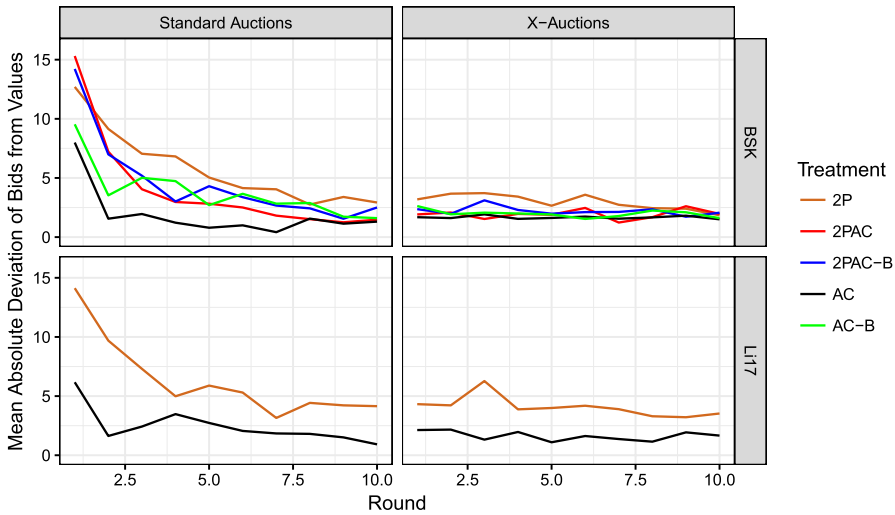 Standard Auctions
X−Auctions
Mean Absolute Deviation of Bids from Values
15
10
5
0
BSK
15
10
5
0
Li17
2.5
5.0
7.5
10.0
2.5
5.0
7.5
10.0
Round
Treatment
2P
2PAC
2PAC−B
AC
AC−B